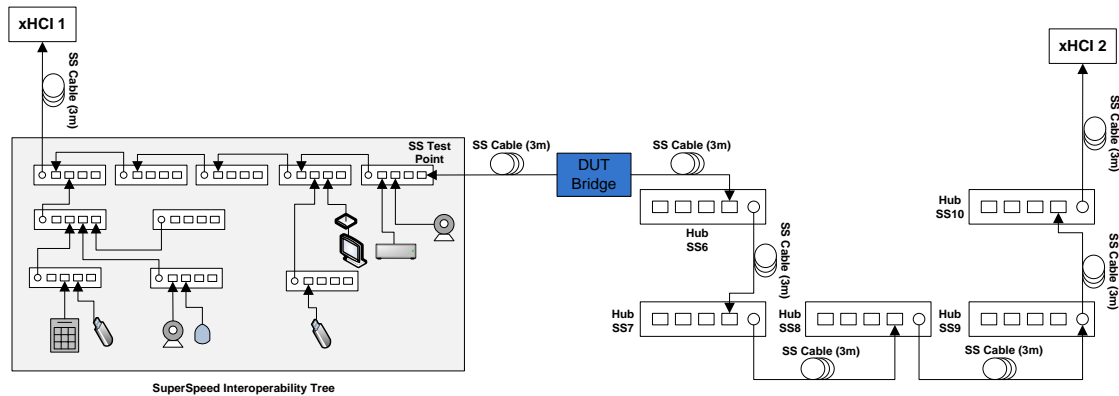 xHCI 1
SS Cable (3m)
SS Test
Point
SS Cable (3m)
DUT
Bridge
SS Cable (3m)
xHCI 2
SS Cable (3m)
Hub
SS6
SS Cable (3m)
Hub
SS10
SS Cable (3m)
Hub
SS7
Hub
SS8
Hub
SS9
SS Cable (3m)
SS Cable (3m)
SuperSpeed Interoperability Tree